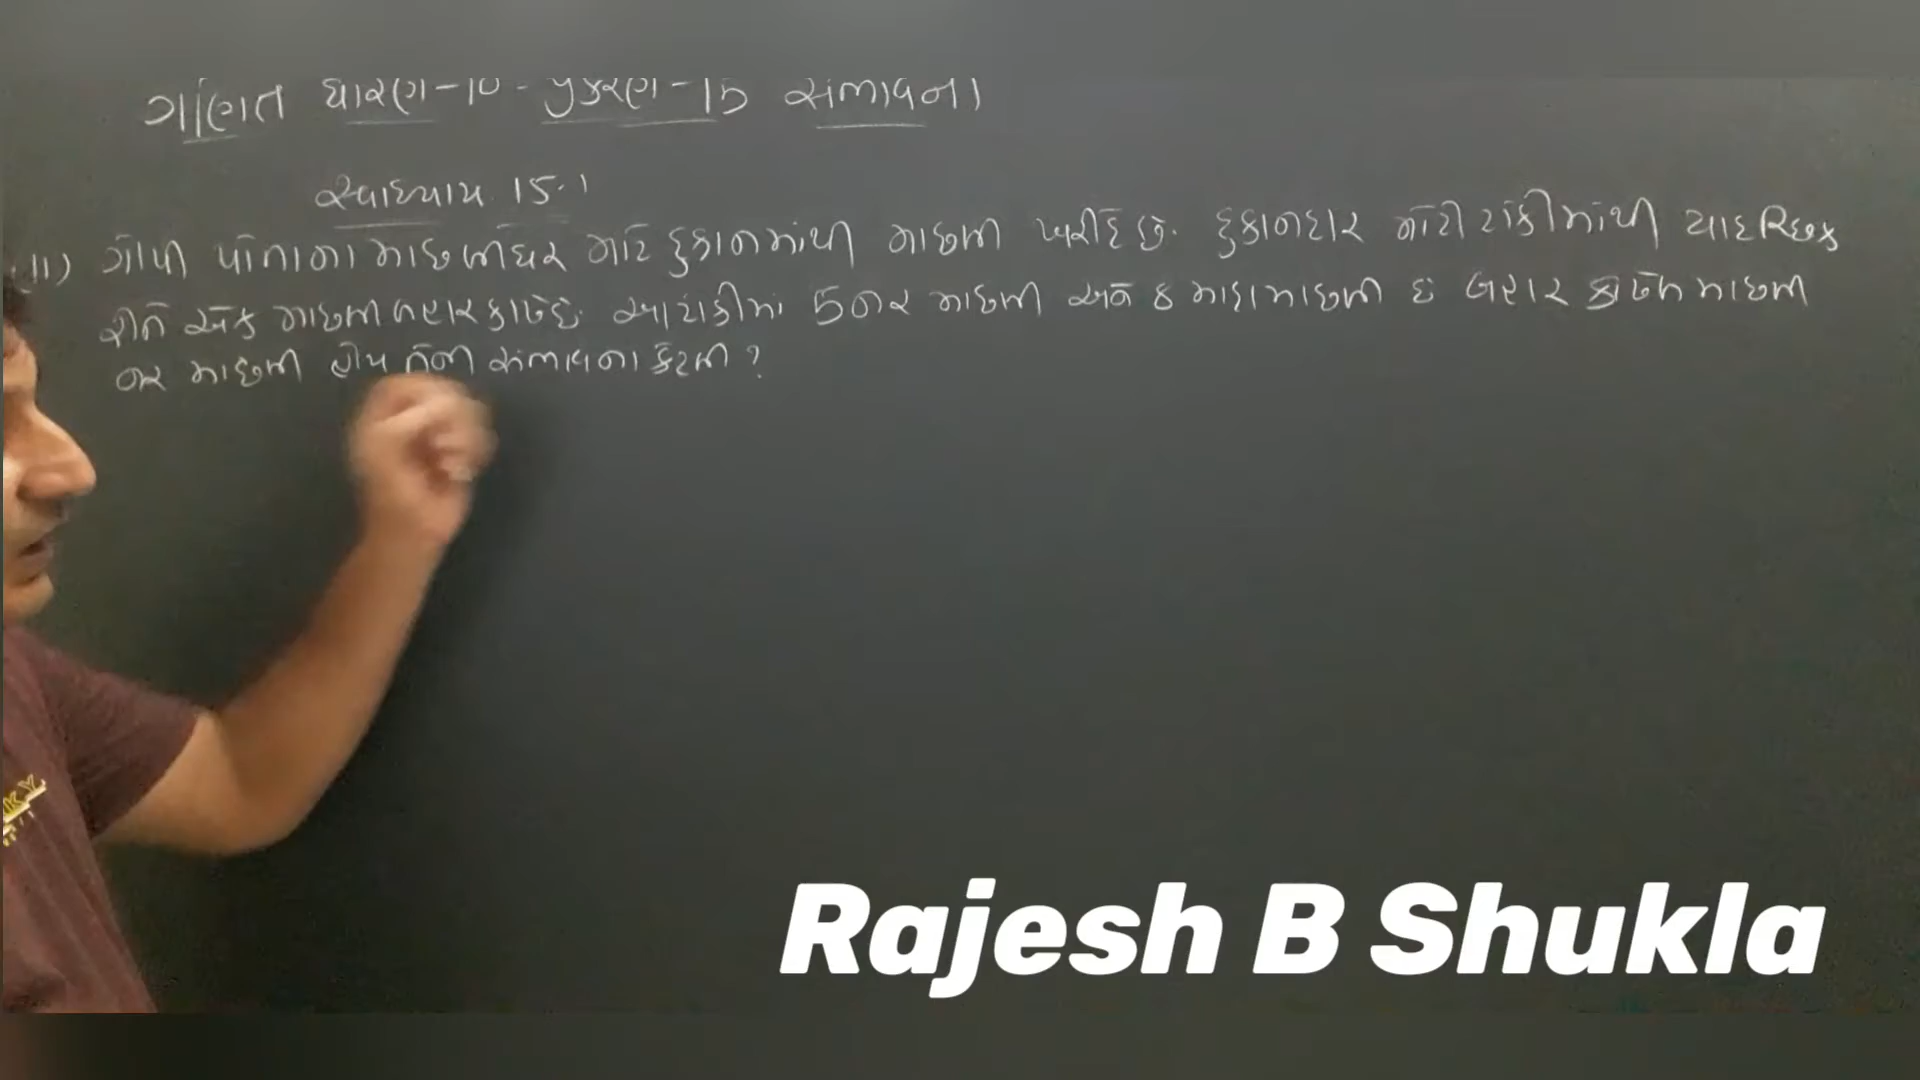 ગણિત ધોરણ-10 - પ્રકરણ-15 સંભાવના
સ્વાધ્યાય 15.1
(11) ગોપી પોતાના માછલીઘર માટે દુકાનમાંથી માછલી ખરીદે છે. દુકાનદાર મોટી ટાંકીમાંથી યાદચ્છિક
રીતે એક માછલી બહાર કાઢે છે. આ ટાંકીમાં 5 નર માછલી અને 8 માદા માછલી છે બહાર કાઢેલ માછલી
નર માછલી હોય તેની સંભાવના કેટલી ?
Rajesh B Shukla